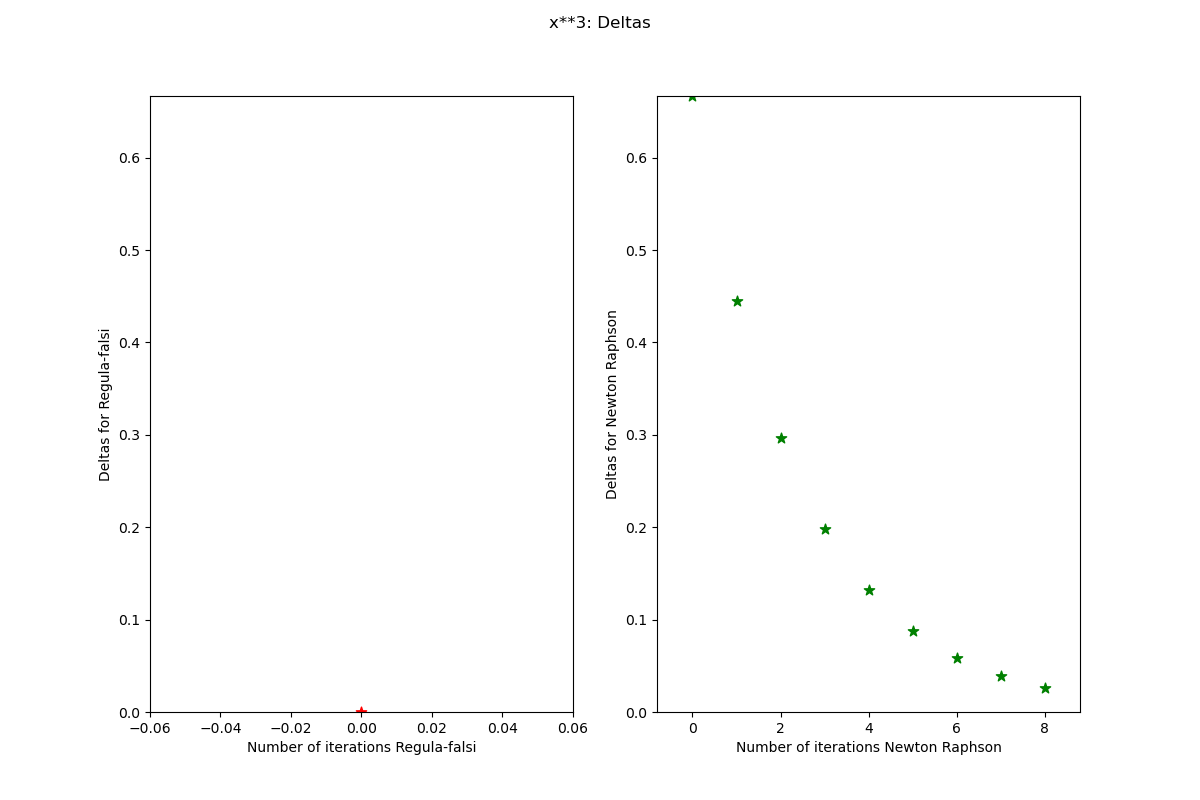 x**3: Deltas
0.6
0.5
0.4
0.3
0.2
0.1
0.0
Deltas for Regula-falsi
−0.06 −0.04 −0.02 0.00 0.02 0.04 0.06
Number of iterations Regula-falsi
0.6
0.5
0.4
0.3
0.2
0.1
0.0
Deltas for Newton Raphson
0 2 4 6 8
Number of iterations Newton Raphson